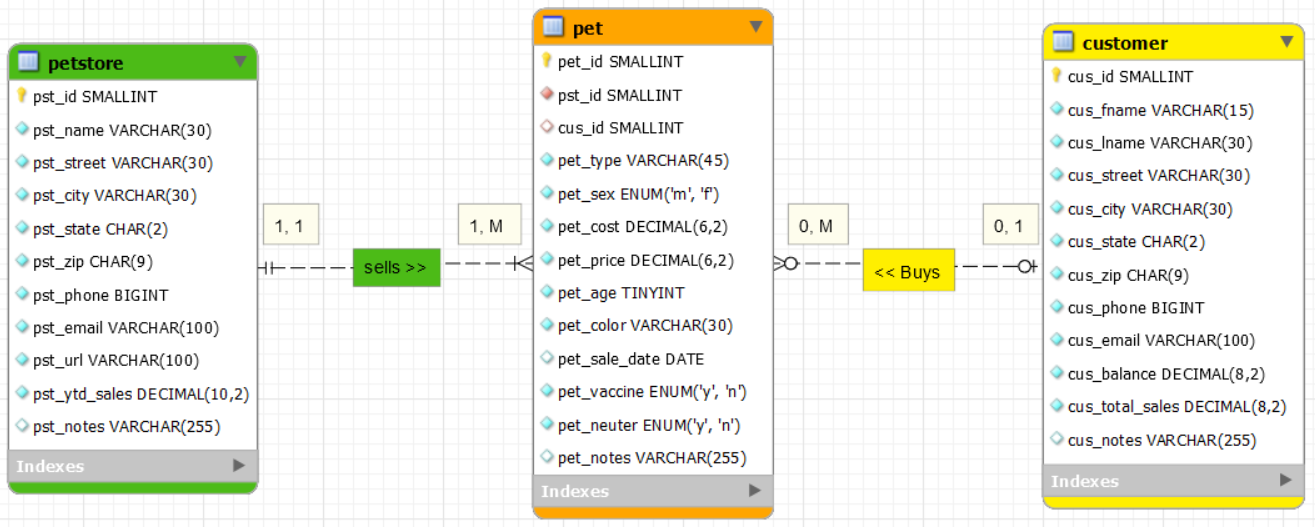 petstore
pst_id SMALLINT
pst_name VARCHAR(30)
pst_street VARCHAR(30)
pst_city VARCHAR(30)
pst_state CHAR(2)
pst_zip CHAR(9)
pst_phone BIGINT
pst_email VARCHAR(100)
pst_url VARCHAR(100)
pst_ytd_sales DECIMAL(10,2)
pst_notes VARCHAR(255)
Indexes
1, 1
sells >>
1, M
pet
pet_id SMALLINT
pst_id SMALLINT
cus_id SMALLINT
pet_type VARCHAR(45)
pet_sex ENUM('m', 'f')
pet_cost DECIMAL(6,2)
pet_price DECIMAL(6,2)
pet_age TINYINT
pet_color VARCHAR(30)
pet_sale_date DATE
pet_vaccine ENUM('y', 'n')
pet_neuter ENUM('y', 'n')
pet_notes VARCHAR(255)
Indexes
0, M
<< Buys
0, 1
customer
cus_id SMALLINT
cus_fname VARCHAR(15)
cus_lname VARCHAR(30)
cus_street VARCHAR(30)
cus_city VARCHAR(30)
cus_state CHAR(2)
cus_zip CHAR(9)
cus_phone BIGINT
cus_email VARCHAR(100)
cus_balance DECIMAL(8,2)
cus_total_sales DECIMAL(8,2)
cus_notes VARCHAR(255)
Indexes